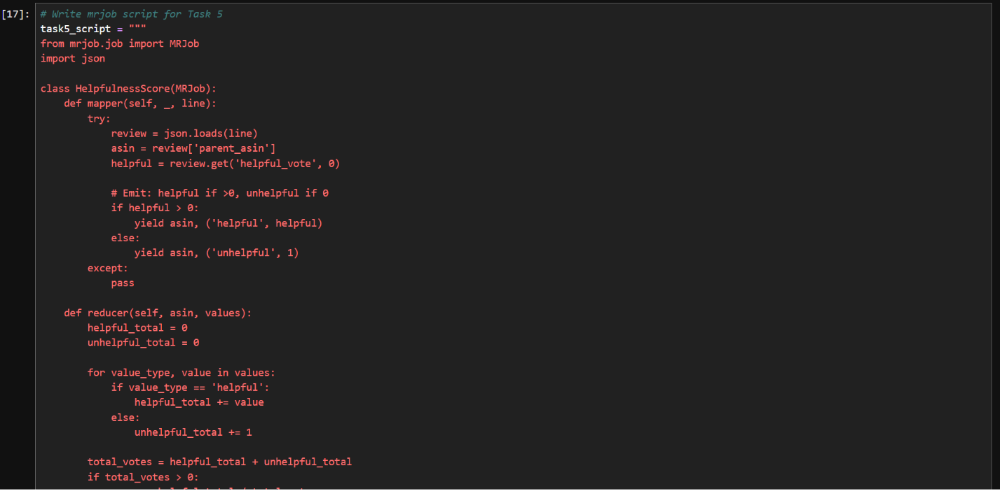 [17]: # Write mrjob script for Task 5
task5_script = """
from mrjob.job import MRJob
import json
class HelpfulnessScore(MRJob):
def mapper(self, _, line):
try:
review = json.loads(line)
asin = review['parent_asin']
helpful = review.get('helpful_vote', 0)
# Emit: helpful if >0, unhelpful if 0
if helpful > 0:
yield asin, ('helpful', helpful)
else:
yield asin, ('unhelpful', 1)
except:
pass
def reducer(self, asin, values):
helpful_total = 0
unhelpful_total = 0
for value_type, value in values:
if value_type == 'helpful':
helpful_total += value
else:
unhelpful_total += 1
total_votes = helpful_total + unhelpful_total
if total_votes > 0: